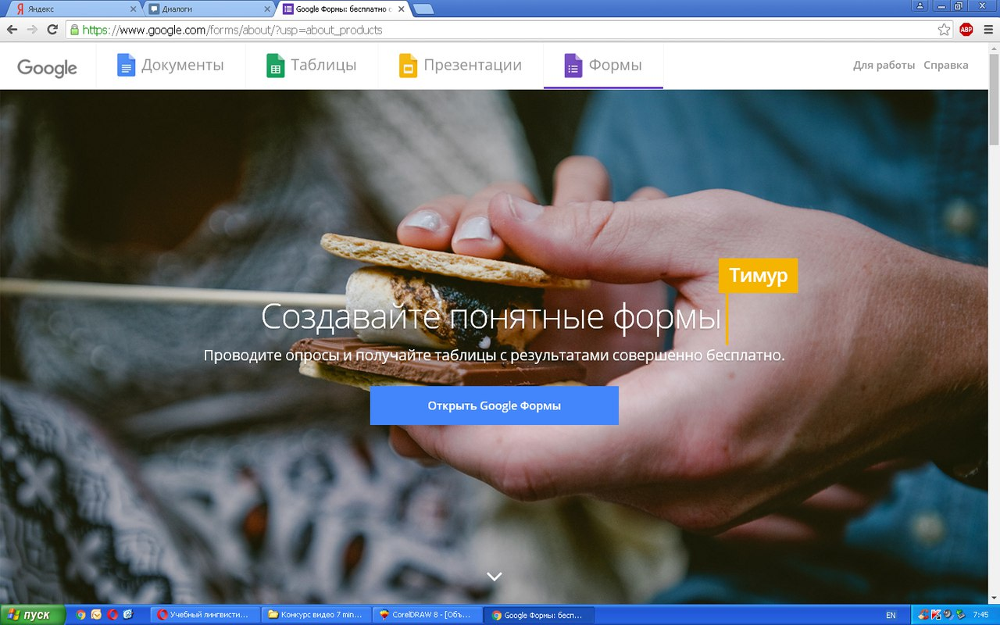 Яндекс
Диалоги
Google Формы: бесплатно с
https://www.google.com/forms/about/?usp=about_products
ABP
Google
Документы
Таблицы
Презентации
Формы
Для работы
Справка
Тимур
Создавайте понятные формы
Проводите опросы и получайте таблицы с результатами совершенно бесплатно.
Открыть Google Формы
пуск
Учебный лингвисти...
Конкурс видео 7 min...
CorelDRAW 8 - [Объ...
Google Формы: бесп...
EN
7:45